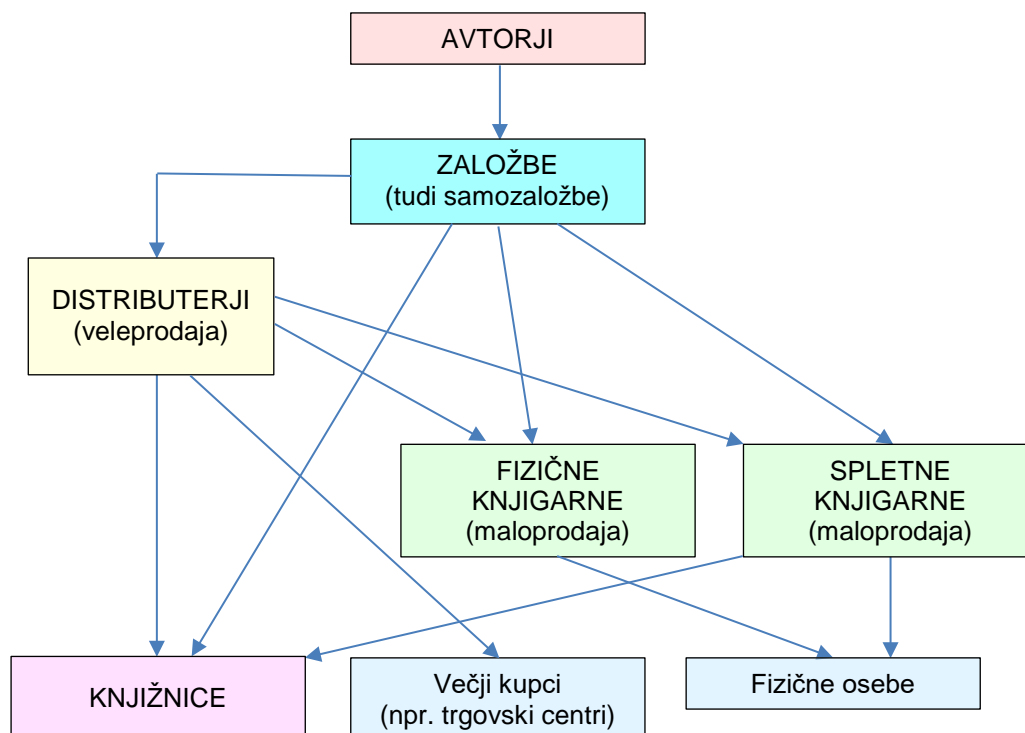 AVTORJI
ZALOŽBE
(tudi samozaložbe)
DISTRIBUTERJI
(veleprodaja)
FIZIČNE
KNJIGARNE
(maloprodaja)
SPLETNE
KNJIGARNE
(maloprodaja)
KNJIŽNICE
Večji kupci
(npr. trgovski centri)
Fizične osebe